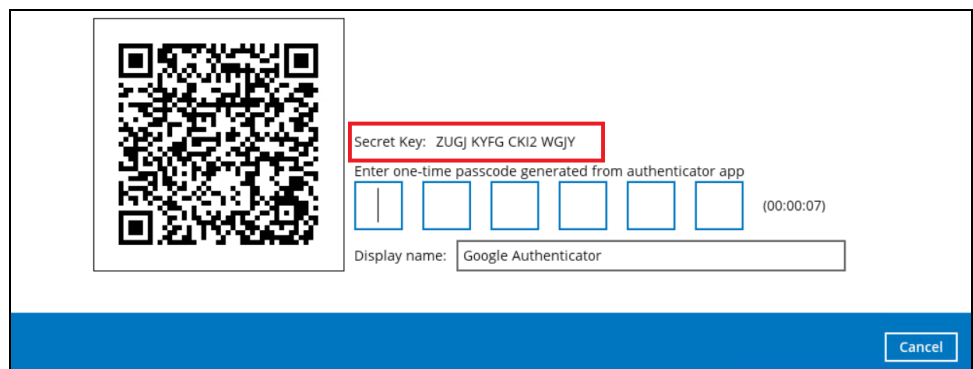 Secret Key: ZUGJ KYFG CKI2 WGJY
Enter one-time passcode generated from authenticator app
(00:00:07)
Display name: Google Authenticator
Cancel